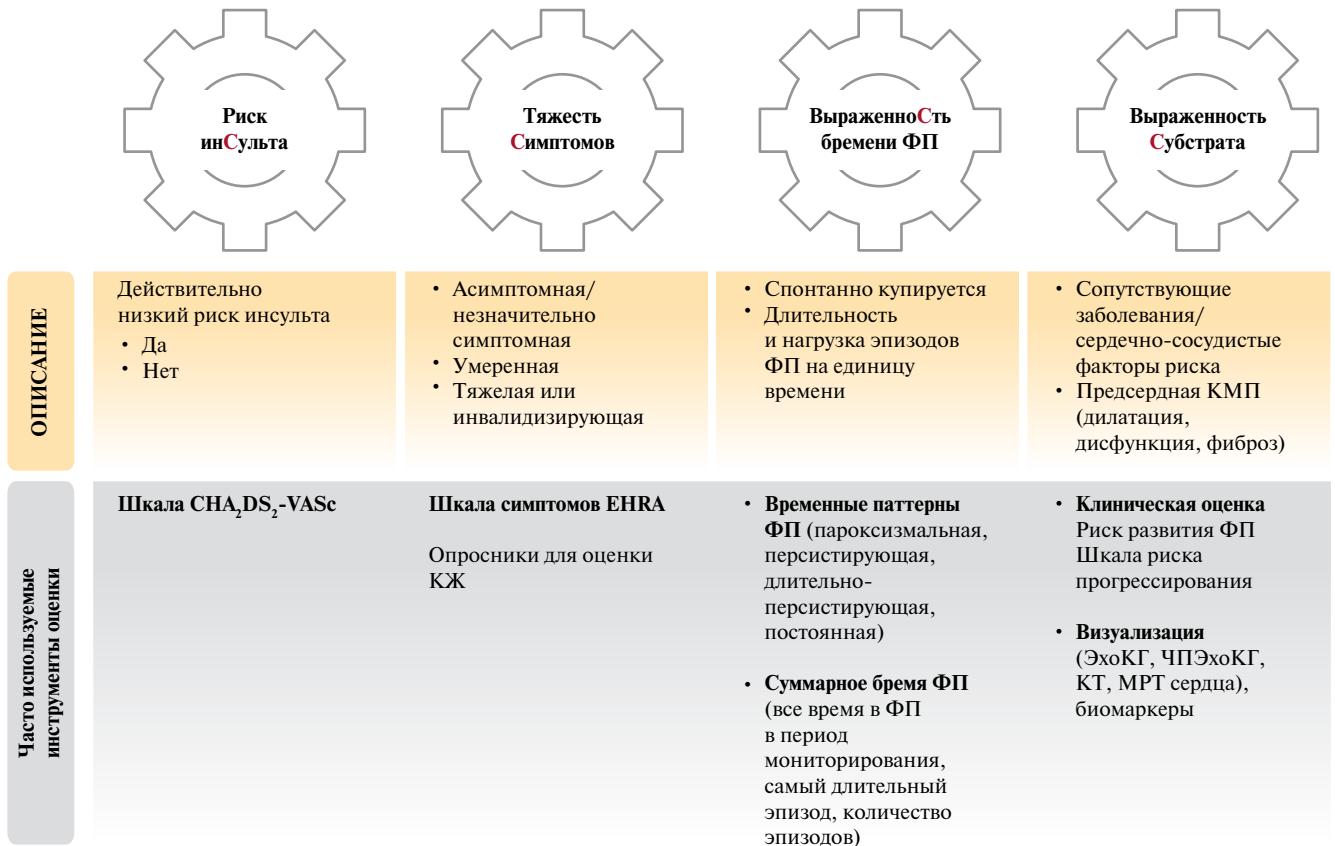 Риск
инСульта
Тяжесть
Симптомов
ВыраженноСть
бремени ФП
Выраженность
Субстрата
ОПИСАНИЕ
Действительно
низкий риск инсульта
• Да
• Нет
• Асимптомная/
незначительно
симптомная
• Умеренная
• Тяжелая или
инвалидизирующая
• Спонтанно купируется
• Длительность
и нагрузка эпизодов
ФП на единицу
времени
• Сопутствующие
заболевания/
сердечно-сосудистые
факторы риска
• Предсердная КМП
(дилатация,
дисфункция, фиброз)
Часто используемые
инструменты оценки
Шкала CHA₂DS₂-VASc
Шкала симптомов EHRA
Опросники для оценки
КЖ
• Временные паттерны
ФП (пароксизмальная,
персистирующая,
длительно-
персистирующая,
постоянная)
• Суммарное бремя ФП
(все время в ФП
в период
мониторирования,
самый длительный
эпизод, количество
эпизодов)
• Клиническая оценка
Риск развития ФП
Шкала риска
прогрессирования
• Визуализация
(ЭхоКГ, ЧПЭхоКГ,
КТ, МРТ сердца),
биомаркеры